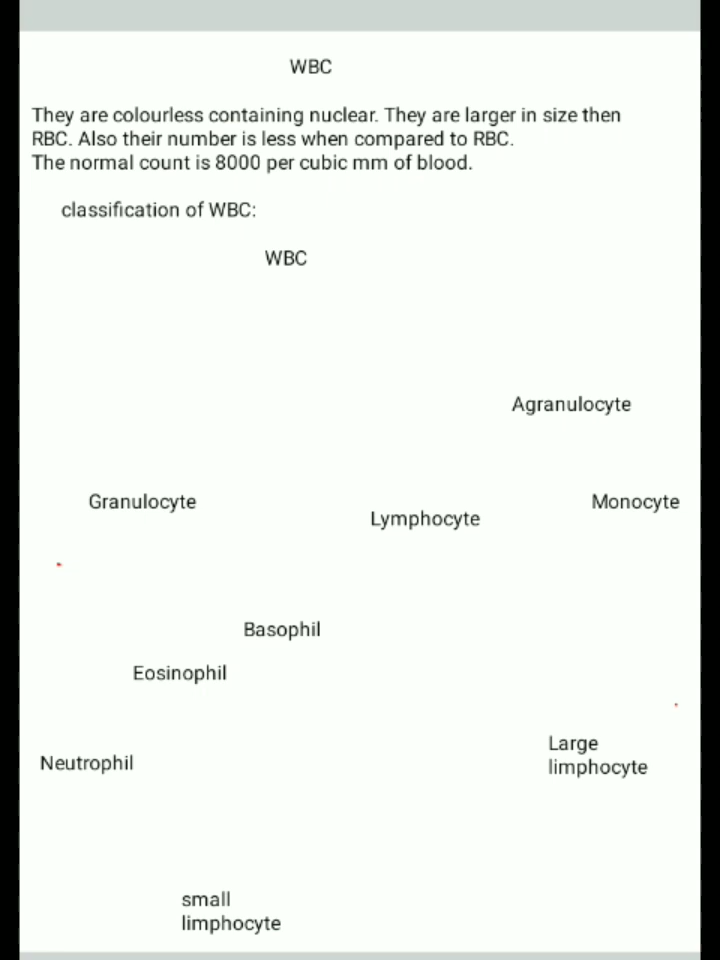 WBC
They are colourless containing nuclear. They are larger in size then
RBC. Also their number is less when compared to RBC.
The normal count is 8000 per cubic mm of blood.
classification of WBC:
WBC
Agranulocyte
Granulocyte
Lymphocyte
Monocyte
Basophil
Eosinophil
Neutrophil
Large
limphocyte
small
limphocyte